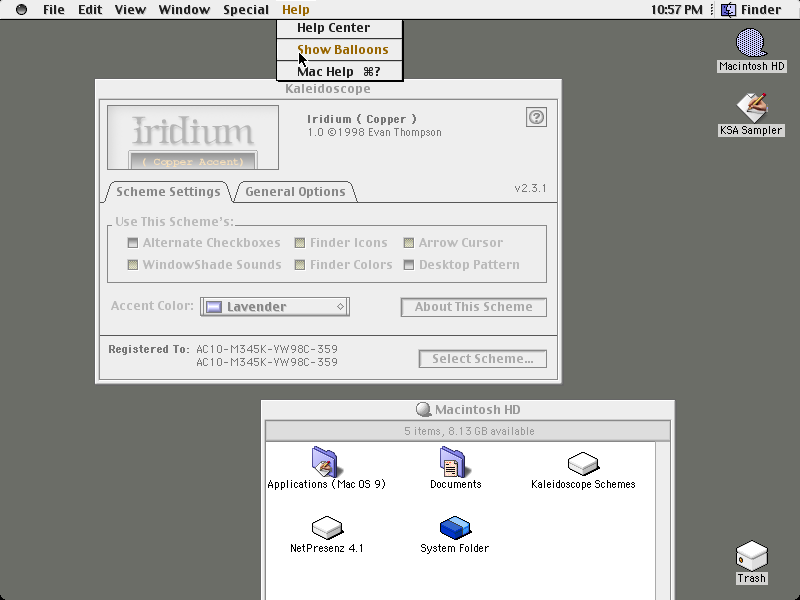 File Edit View Window Special Help 10:57 PM Finder
Help Center
Show Balloons
Mac Help ⌘?
Macintosh HD
KSA Sampler
Kaleidoscope
Iridium
( Copper Accent)
Iridium ( Copper )
1.0 ©1998 Evan Thompson
?
Scheme Settings General Options v2.3.1
Use This Scheme's:
Alternate Checkboxes Finder Icons Arrow Cursor
WindowShade Sounds Finder Colors Desktop Pattern
Accent Color: Lavender About This Scheme
Registered To: AC10-M345K-VW98C-359
AC10-M345K-VW98C-359
Select Scheme...
Macintosh HD
5 items, 8.13 GB available
Applications (Mac OS 9) Documents Kaleidoscope Schemes
NetPresenz 4.1 System Folder
Trash